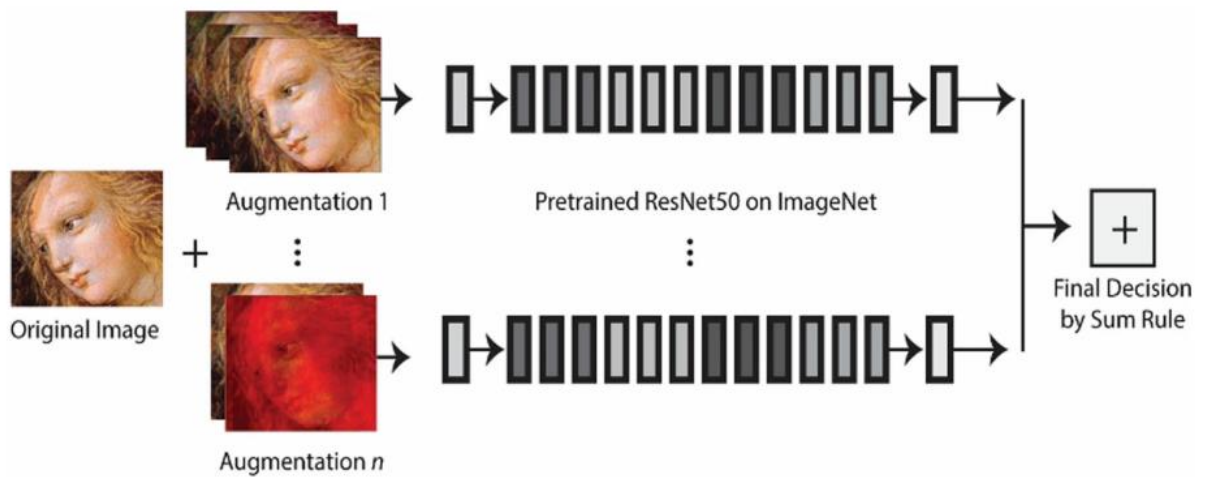 Augmentation 1
Pretrained ResNet50 on ImageNet
+
⋮
⋮
+
Original Image
Final Decision
by Sum Rule
Augmentation n